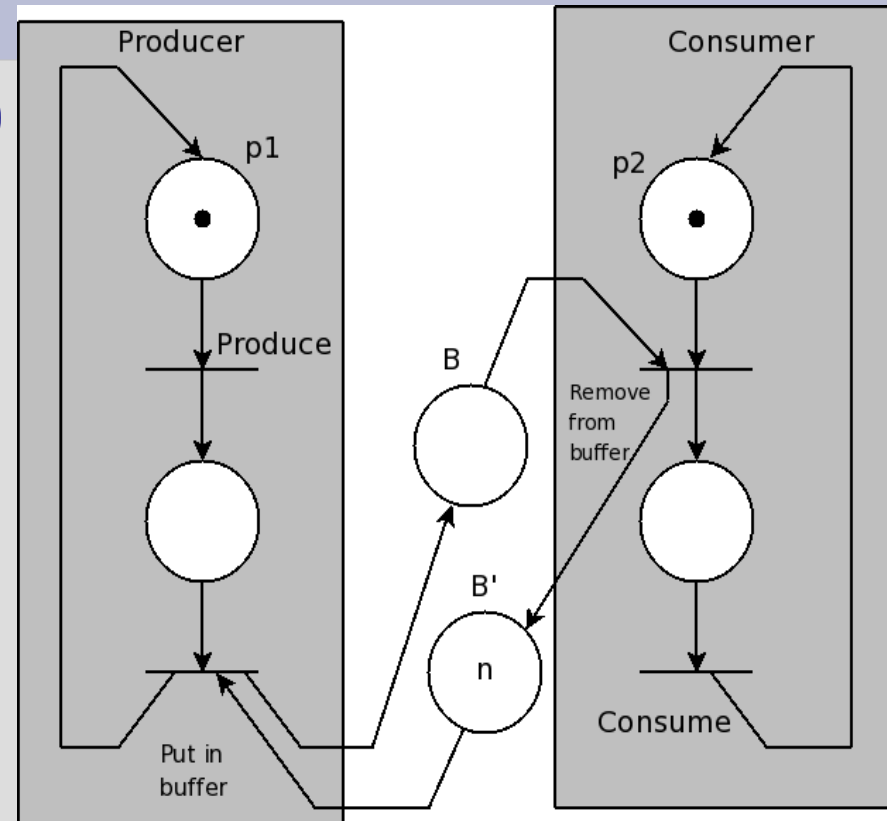 Producer
Consumer
p1
p2
Produce
B
Remove
from
buffer
B'
n
Consume
Put in
buffer